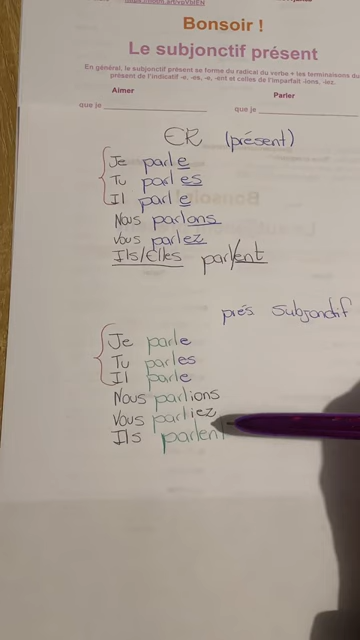 Bonsoir !
Le subjonctif présent
En général, le subjonctif présent se forme du radical du verbe + les terminaisons du
présent de l'indicatif -e, -es, -e, -ent et celles de l'imparfait -ions, -iez.
Aimer Parler
que je que je
ER (présent)
Je parle
Tu parles
Il parle
Nous parlons
Vous parlez
Ils/Elles parlent
prés subjonctif
Je parle
Tu parles
Il parle
Nous parlions
Vous parliez
Ils parlent